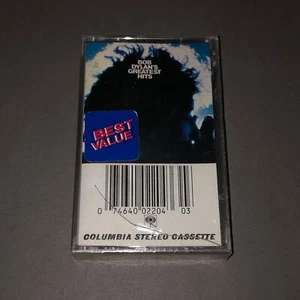 BOB
DYLAN'S
GREATEST
HITS
BEST
VALUE
0 74640 02204 03
COLUMBIA STEREO CASSETTE